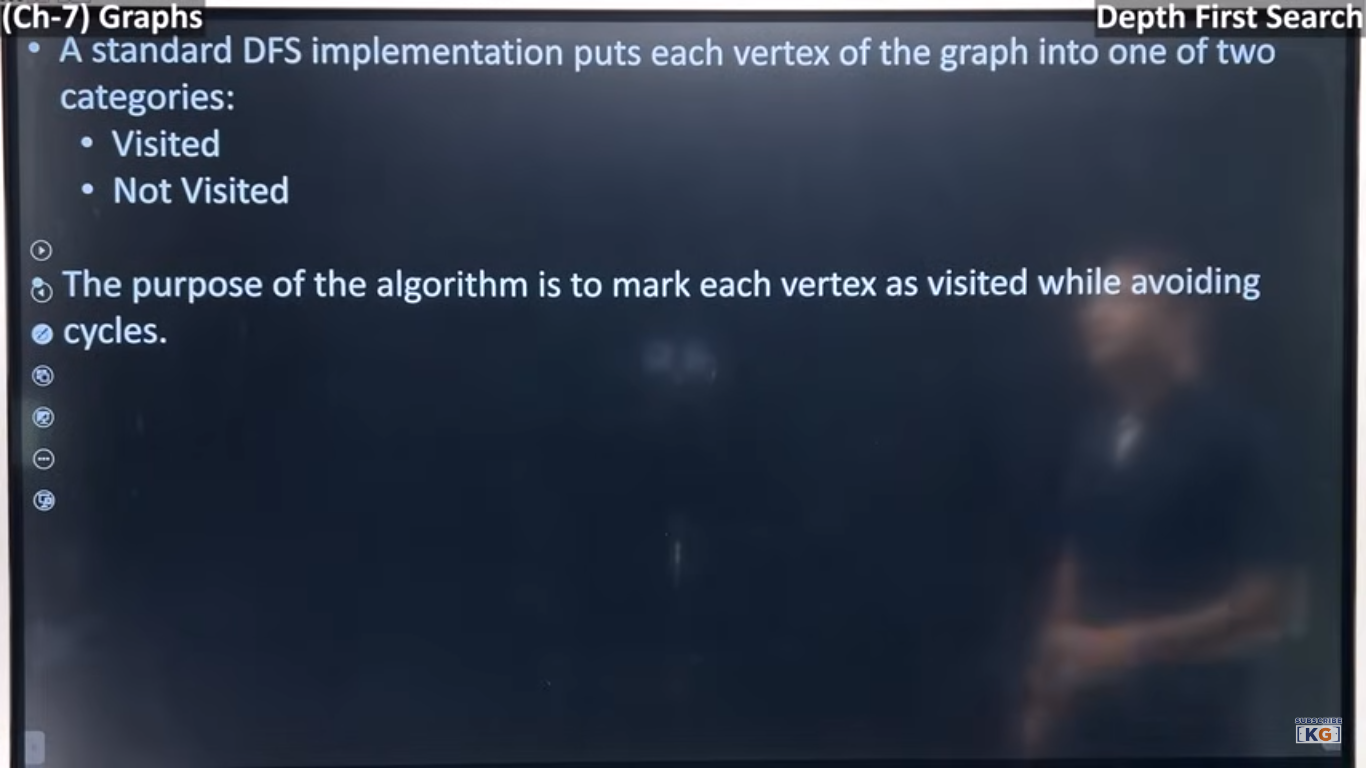 (Ch-7) Graphs
Depth First Search
• A standard DFS implementation puts each vertex of the graph into one of two
categories:
• Visited
• Not Visited
• The purpose of the algorithm is to mark each vertex as visited while avoiding
cycles.
SUBSCRIBE
[KG]